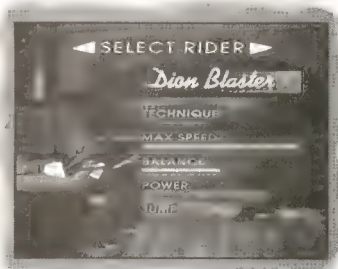 SELECT RIDER
Dion Blaster
TECHNIQUE
MAX SPEED
BALANCE
POWER